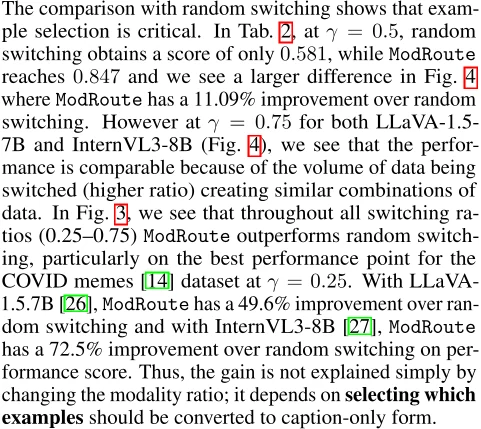 The comparison with random switching shows that exam-
ple selection is critical. In Tab. 2, at γ = 0.5, random
switching obtains a score of only 0.581, while ModRoute
reaches 0.847 and we see a larger difference in Fig. 4
where ModRoute has a 11.09% improvement over random
switching. However at γ = 0.75 for both LLaVA-1.5-
7B and InternVL3-8B (Fig. 4), we see that the perfor-
mance is comparable because of the volume of data being
switched (higher ratio) creating similar combinations of
data. In Fig. 3, we see that throughout all switching ra-
tios (0.25–0.75) ModRoute outperforms random switch-
ing, particularly on the best performance point for the
COVID memes [14] dataset at γ = 0.25. With LLaVA-
1.5.7B [26], ModRoute has a 49.6% improvement over ran-
dom switching and with InternVL3-8B [27], ModRoute
has a 72.5% improvement over random switching on per-
formance score. Thus, the gain is not explained simply by
changing the modality ratio; it depends on selecting which
examples should be converted to caption-only form.